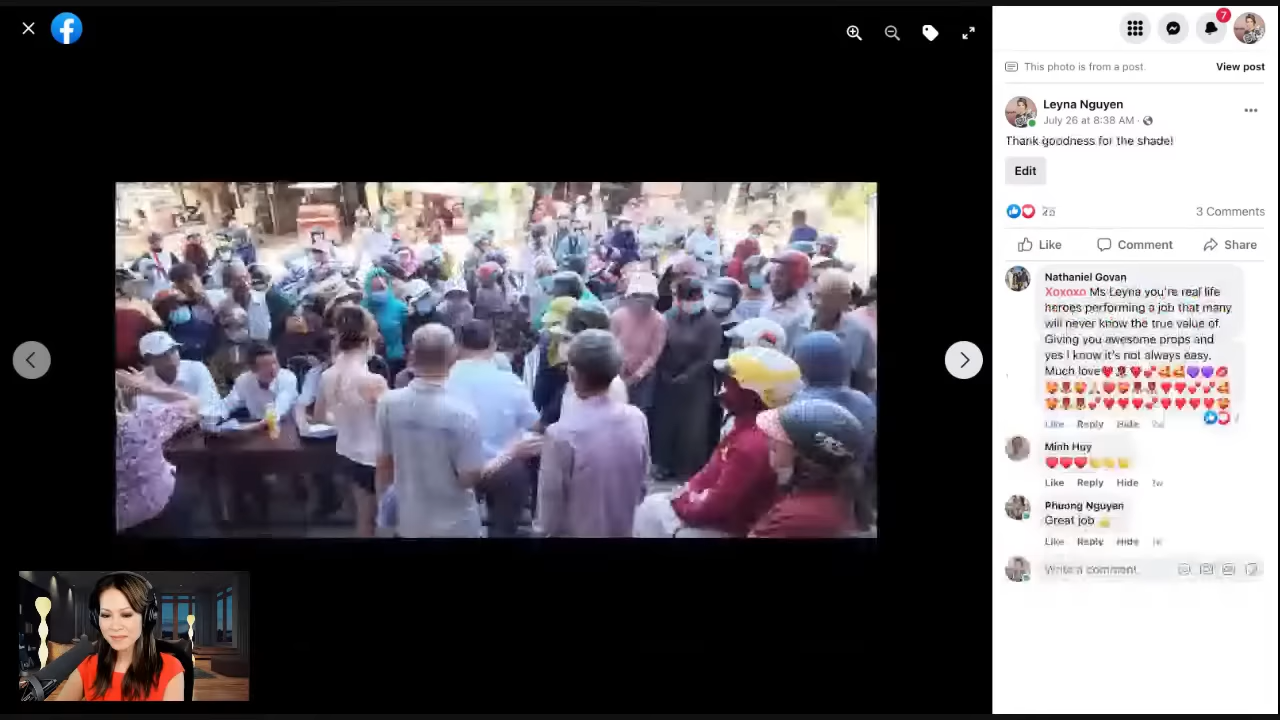 7
This photo is from a post.
View post
Leyna Nguyen
July 26 at 8:38 AM ·
Thank goodness for the shade!
Edit
3 Comments
Like
Comment
Share
Nathaniel Govan
Xoxoxo Ms Leyna you're real life
heroes performing a job that many
will never know the true value of.
Giving you awesome props and
yes I know it's not always easy.
Much love
Like Reply Hide
Minh Huy
Like Reply Hide
Phuong Nguyen
Great job
Like Reply Hide
Write a comment...